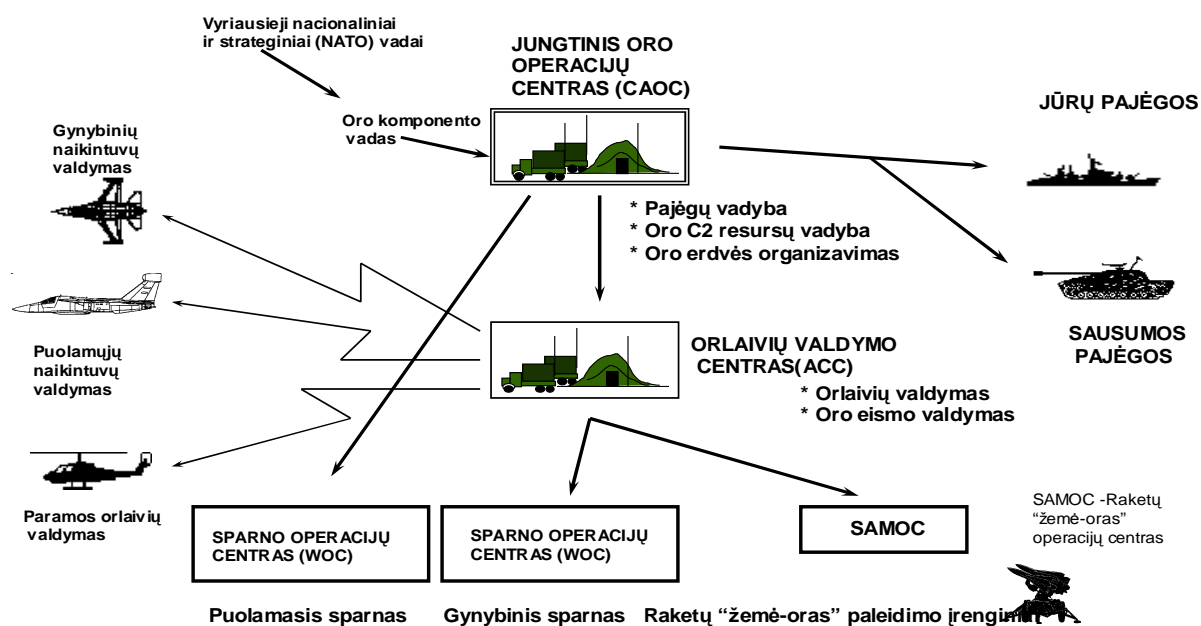 Vyriausieji nacionaliniai
ir strateginiai (NATO) vadai
JUNGTINIS ORO
OPERACIJŲ
CENTRAS (CAOC)
JŪRŲ PAJĖGOS
Oro komponento
vadas
Gynybinių
naikintuvų
valdymas
* Pajėgų vadyba
* Oro C2 resursų vadyba
* Oro erdvės organizavimas
SAUSUMOS
PAJĖGOS
Puolamųjų
naikintuvų
valdymas
ORLAIVIŲ VALDYMO
CENTRAS(ACC)
* Orlaivių valdymas
* Oro eismo valdymas
Paramos orlaivių
valdymas
SPARNO OPERACIJŲ
CENTRAS (WOC)
SPARNO OPERACIJŲ
CENTRAS (WOC)
SAMOC
SAMOC -Raketų
“žemė-oras”
operacijų centras
Puolamasis sparnas
Gynybinis sparnas
Raketų “žemė-oras” paleidimo